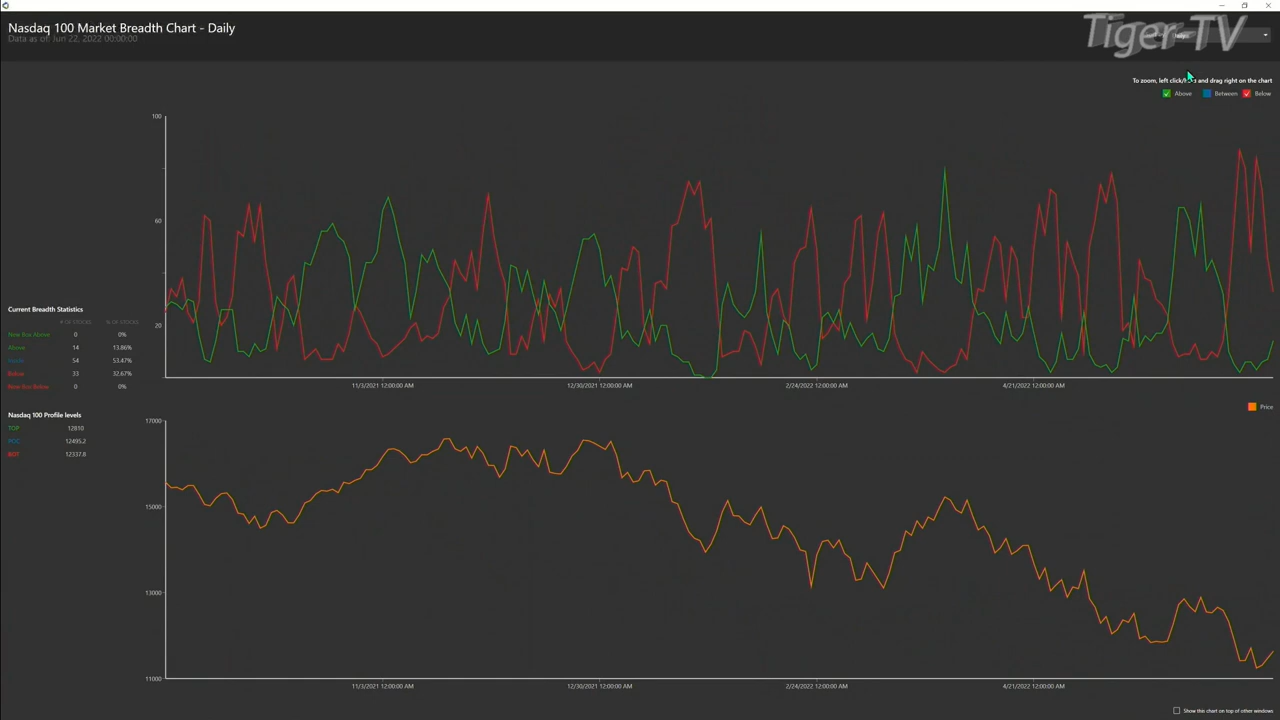 Nasdaq 100 Market Breadth Chart - Daily
Data as of: Jun 22, 2022 00:00:00
Tiger-TV
To zoom, left click/hold and drag right on the chart
Above Between Below
100
60
20
11/3/2021 12:00:00 AM 12/30/2021 12:00:00 AM 2/24/2022 12:00:00 AM 4/21/2022 12:00:00 AM
Current Breadth Statistics
# OF STOCKS % OF STOCKS
New Box Above 0 0%
Above 14 13.86%
Inside 54 53.47%
Below 33 32.67%
New Box Below 0 0%
Nasdaq 100 Profile levels
TOP 12810
POC 12495.2
BOT 12337.8
Price
17000
15000
13000
11000
11/3/2021 12:00:00 AM 12/30/2021 12:00:00 AM 2/24/2022 12:00:00 AM 4/21/2022 12:00:00 AM
Show this chart on top of other windows